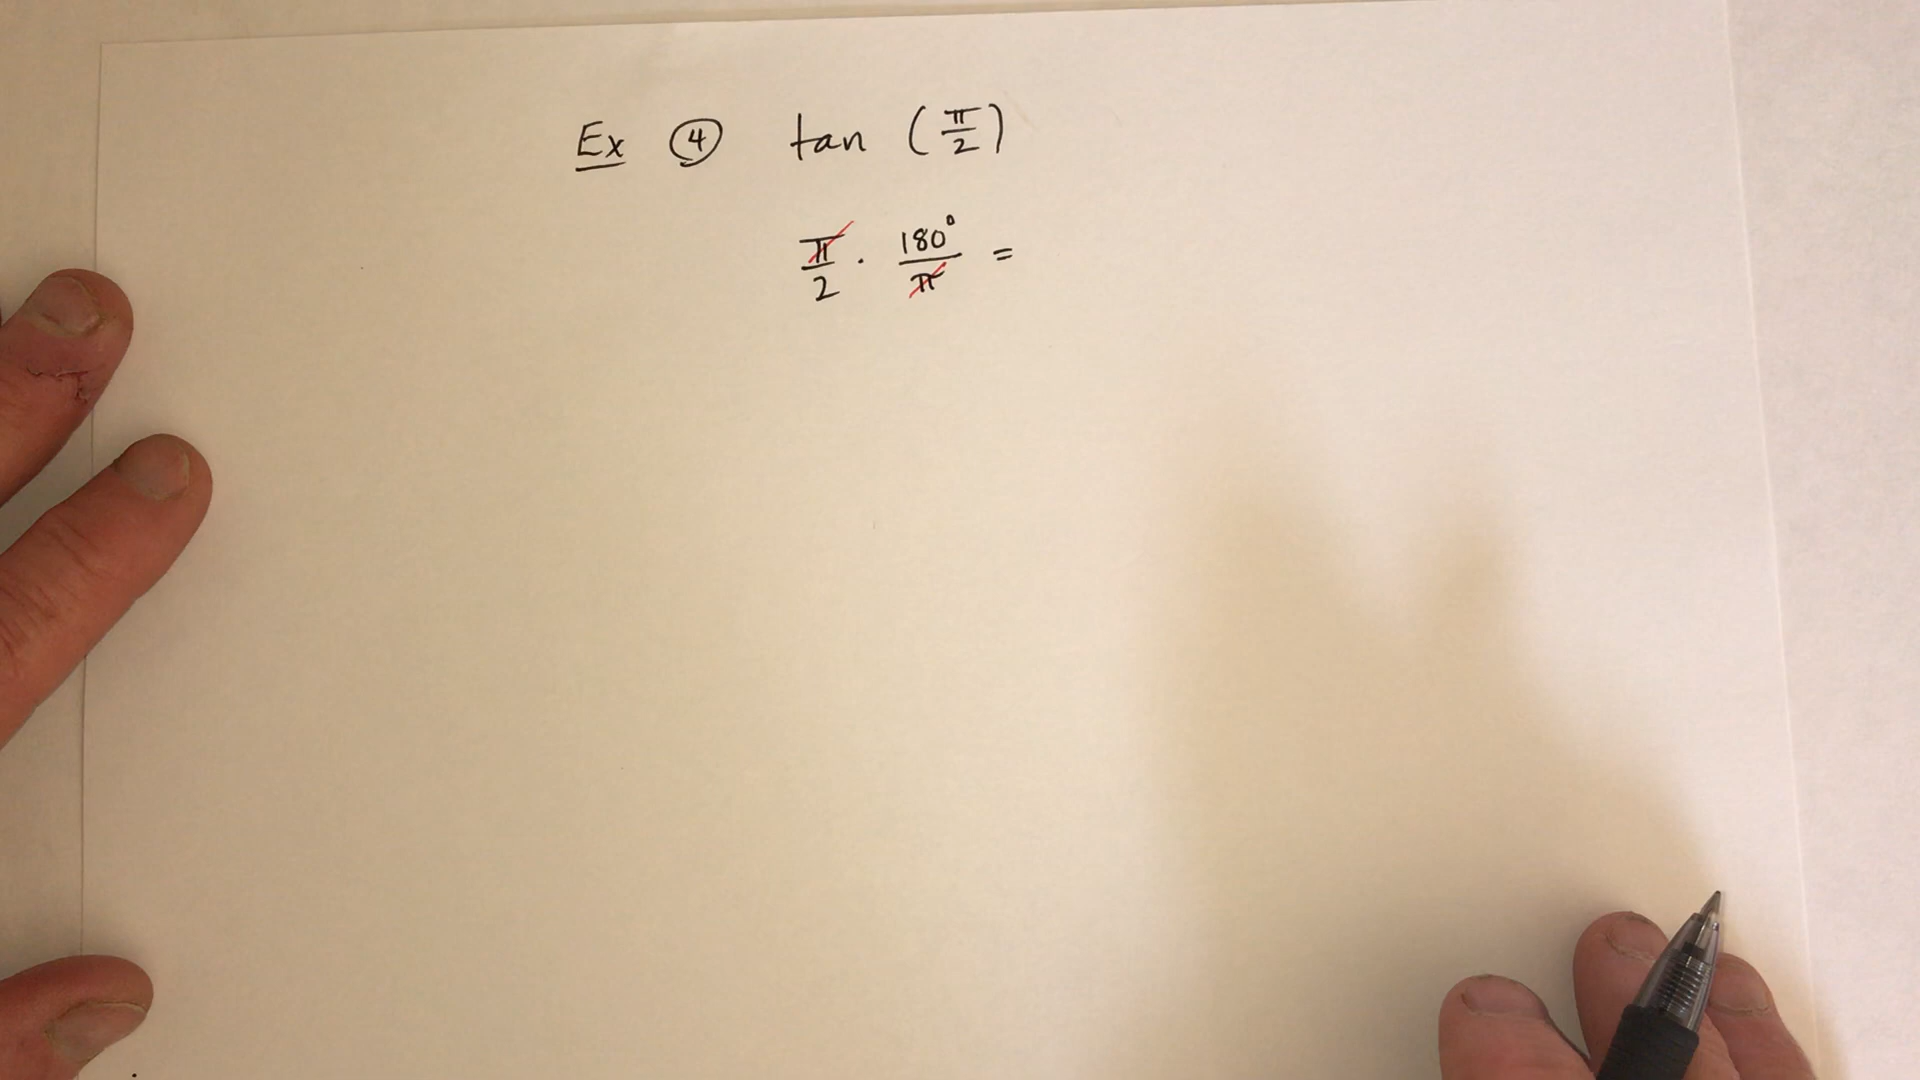 Ex ④ tan (π/2)
π/2 · 180°/π =